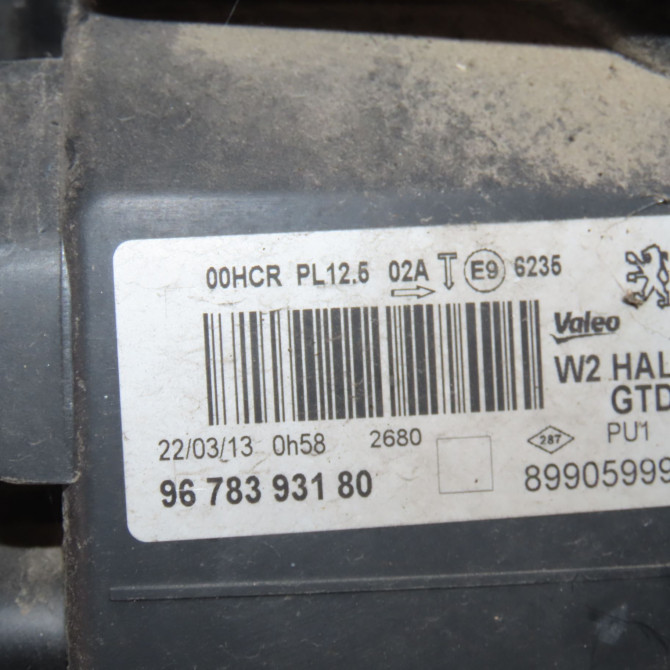 00HCR PL12.5 02A E9 6235
Valeo
W2 HAL
GTD
22/03/13 0h58 2680
287
PU1
96 783 931 80
89905999